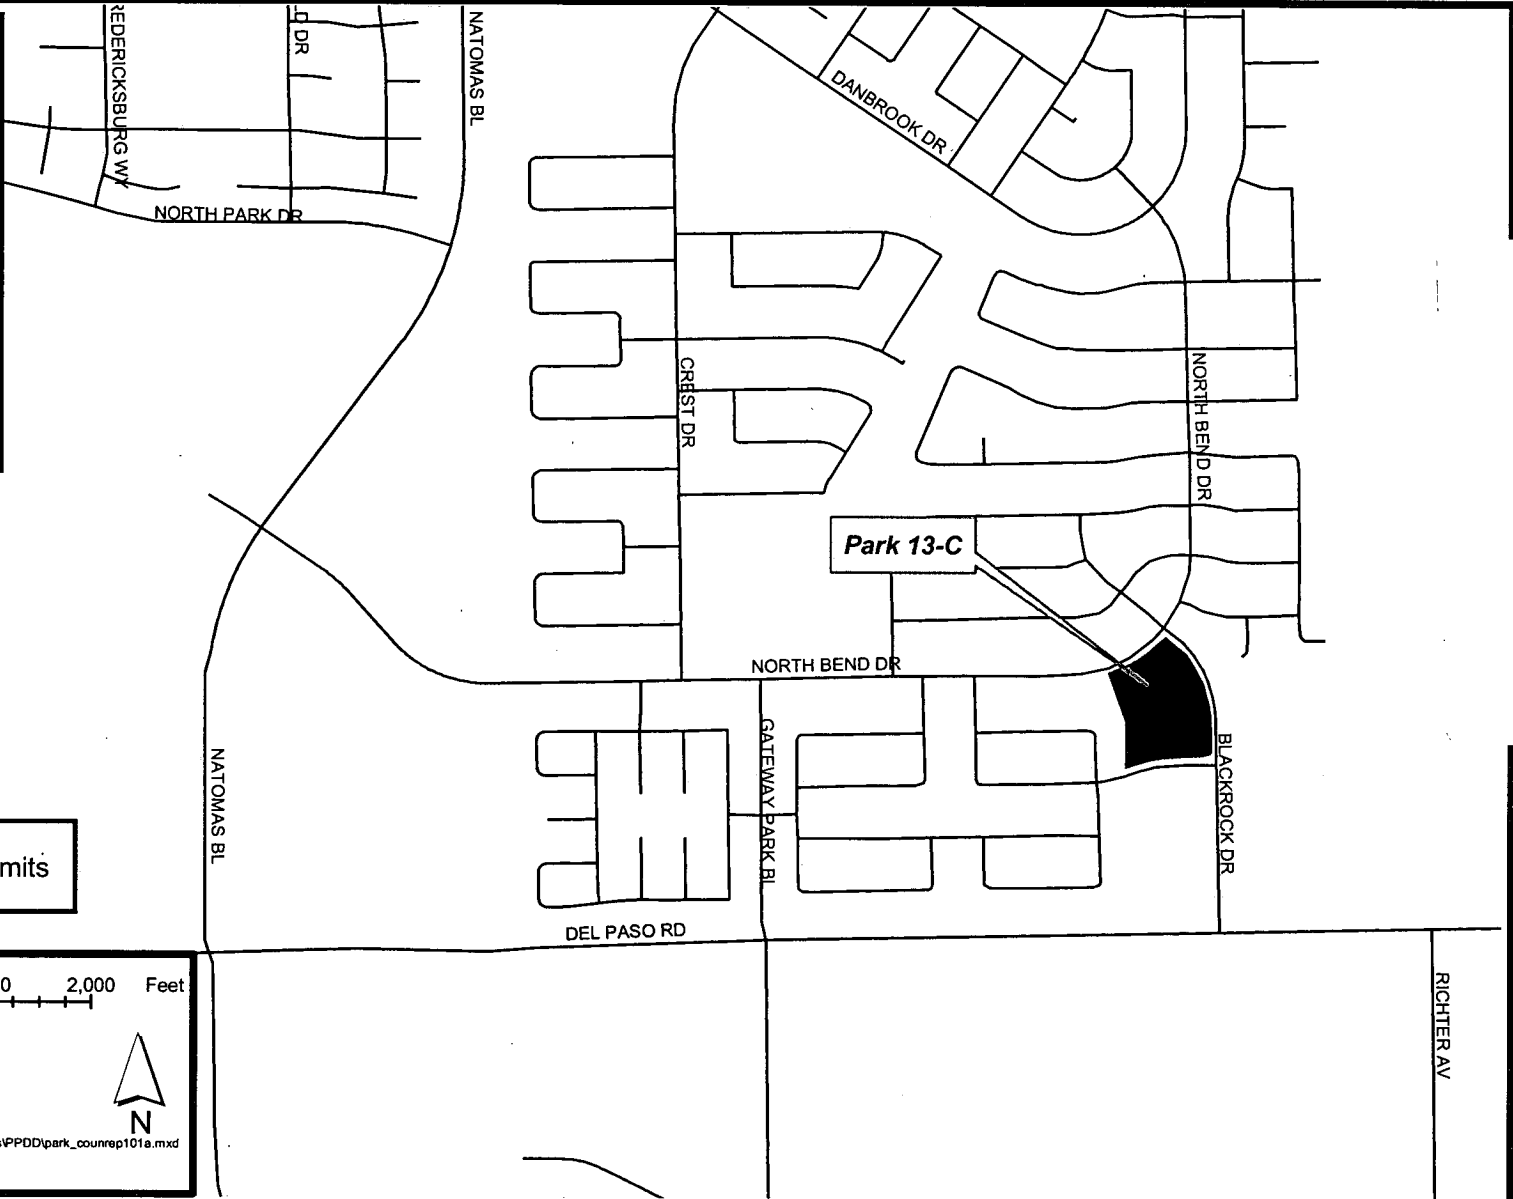 REDERICKSBURG WY
D DR
NATOMAS BL
DANBROOK DR
NORTH PARK DR
CREST DR
NORTH BEND DR
Park 13-C
NORTH BEND DR
GATEWAY PARK BL
NATOMAS BL
BLACKROCK DR
mits
DEL PASO RD
0 2,000 Feet
RICHTER AV
N
s\PPDD\park_counrep101a.mxd